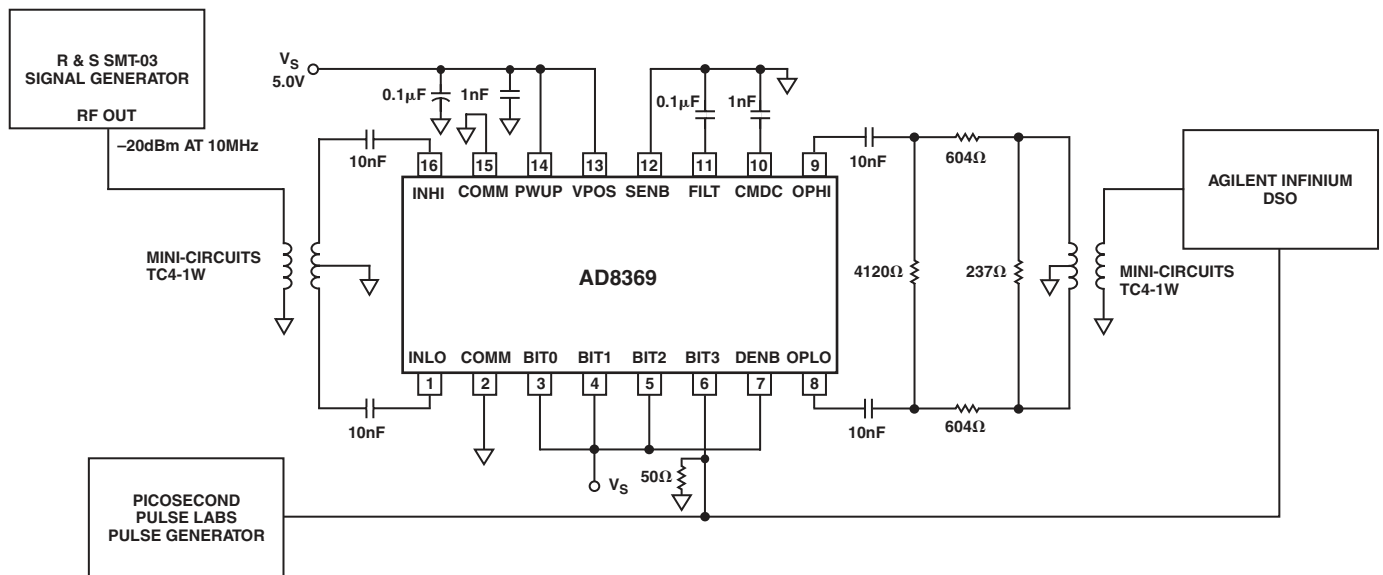 R & S SMT-03
SIGNAL GENERATOR
RF OUT
–20dBm AT 10MHz
VS
5.0V
0.1µF
1nF
0.1µF
1nF
10nF
10nF
604Ω
16
15
14
13
12
11
10
9
INHI
COMM
PWUP
VPOS
SENB
FILT
CMDC
OPHI
AGILENT INFINIUM
DSO
MINI-CIRCUITS
TC4-1W
AD8369
4120Ω
237Ω
MINI-CIRCUITS
TC4-1W
INLO
COMM
BIT0
BIT1
BIT2
BIT3
DENB
OPLO
1
2
3
4
5
6
7
8
10nF
10nF
604Ω
50Ω
VS
PICOSECOND
PULSE LABS
PULSE GENERATOR